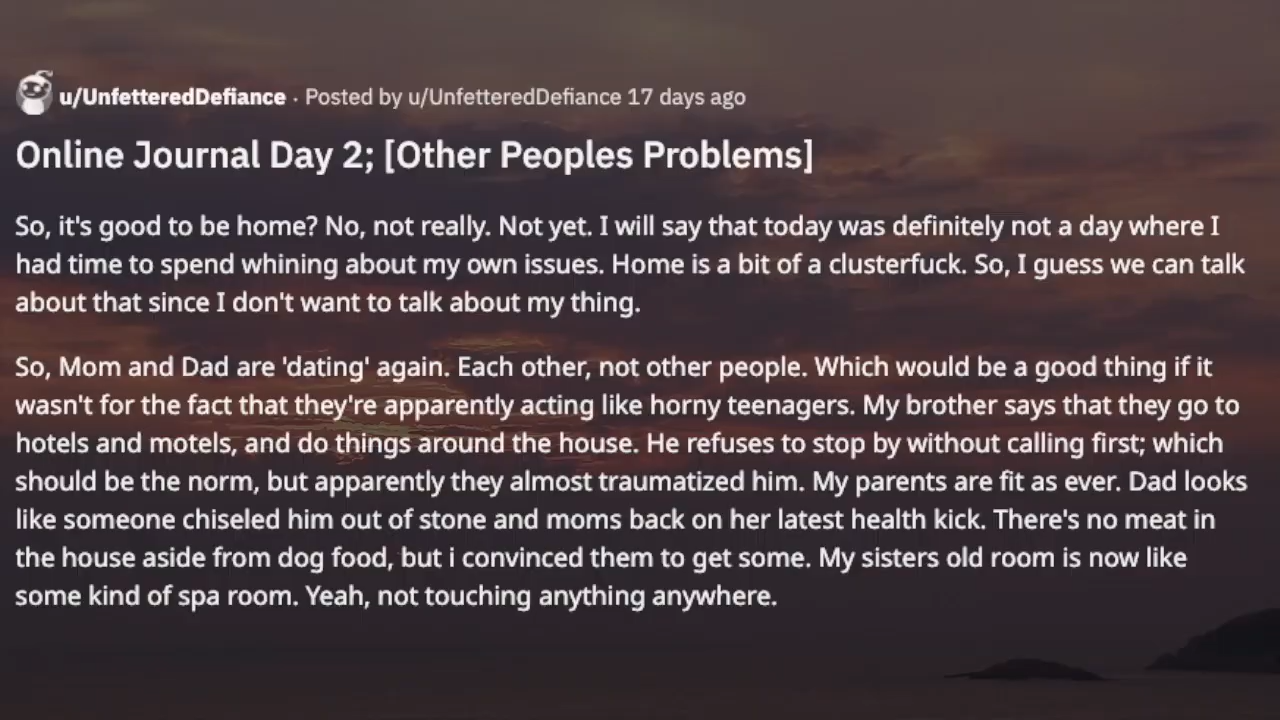 u/UnfetteredDefiance · Posted by u/UnfetteredDefiance 17 days ago
Online Journal Day 2; [Other Peoples Problems]
So, it's good to be home? No, not really. Not yet. I will say that today was definitely not a day where I
had time to spend whining about my own issues. Home is a bit of a clusterfuck. So, I guess we can talk
about that since I don't want to talk about my thing.
So, Mom and Dad are 'dating' again. Each other, not other people. Which would be a good thing if it
wasn't for the fact that they're apparently acting like horny teenagers. My brother says that they go to
hotels and motels, and do things around the house. He refuses to stop by without calling first; which
should be the norm, but apparently they almost traumatized him. My parents are fit as ever. Dad looks
like someone chiseled him out of stone and moms back on her latest health kick. There's no meat in
the house aside from dog food, but i convinced them to get some. My sisters old room is now like
some kind of spa room. Yeah, not touching anything anywhere.